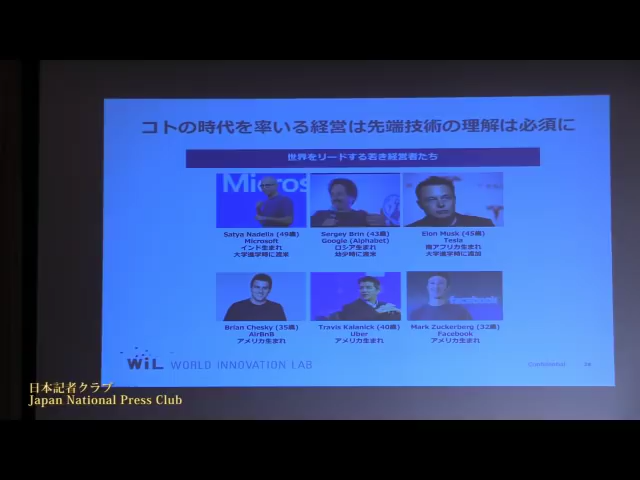 コトの時代を率いる経営は先端技術の理解は必須に
世界をリードする若き経営者たち
Micros
Satya Nadella (49歳)
Microsoft
インド生まれ
大学進学時に渡米
Sergey Brin (43歳)
Google (Alphabet)
ロシア生まれ
幼少時に渡米
Elon Musk (45歳)
Tesla
南アフリカ生まれ
大学進学時に渡加
facebook
Brian Chesky (35歳)
AirBnB
アメリカ生まれ
Travis Kalanick (40歳)
Uber
アメリカ生まれ
Mark Zuckerberg (32歳)
Facebook
アメリカ生まれ
WiL WORLD INNOVATION LAB
Confidential
日本記者クラブ
Japan National Press Club